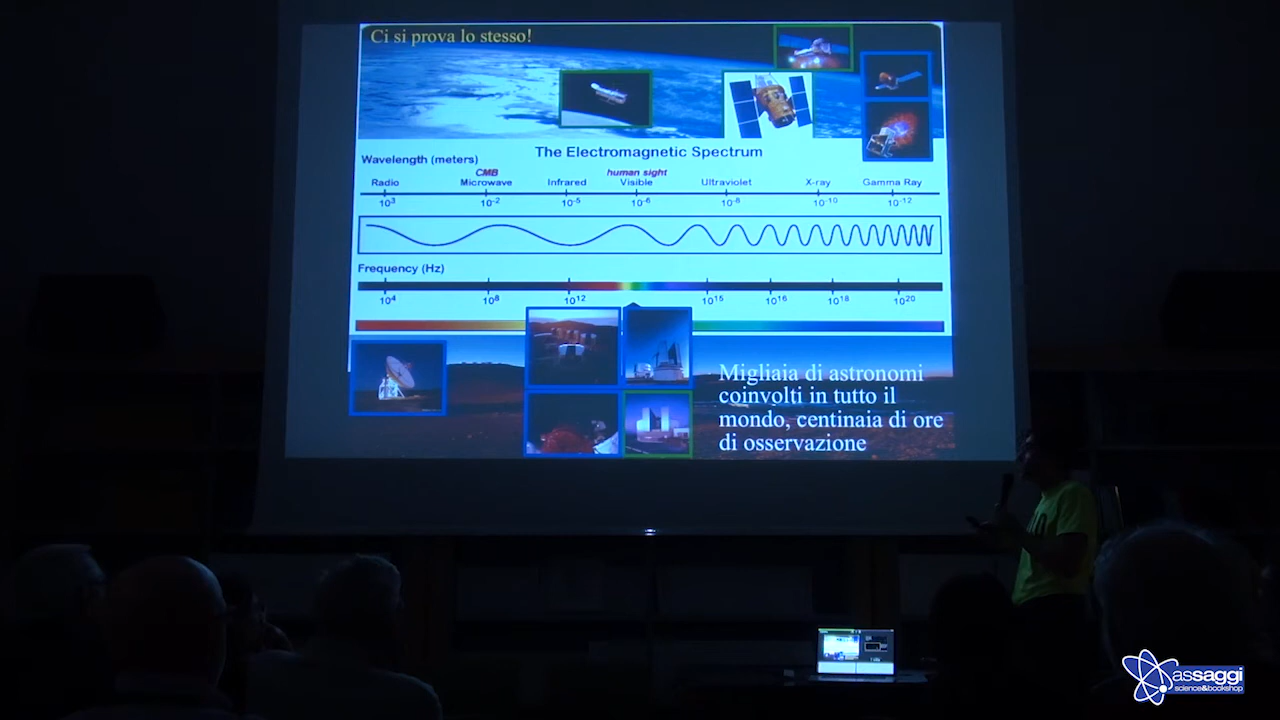 Ci si prova lo stesso!
The Electromagnetic Spectrum
Wavelength (meters)
CMB human sight
Radio Microwave Infrared Visible Ultraviolet X-ray Gamma Ray
10³ 10⁻² 10⁻⁵ 10⁻⁶ 10⁻⁸ 10⁻¹⁰ 10⁻¹²
Frequency (Hz)
10⁴ 10⁸ 10¹² 10¹⁵ 10¹⁶ 10¹⁸ 10²⁰
Migliaia di astronomi
coinvolti in tutto il
mondo, centinaia di ore
di osservazione
assaggi
science&bookshop